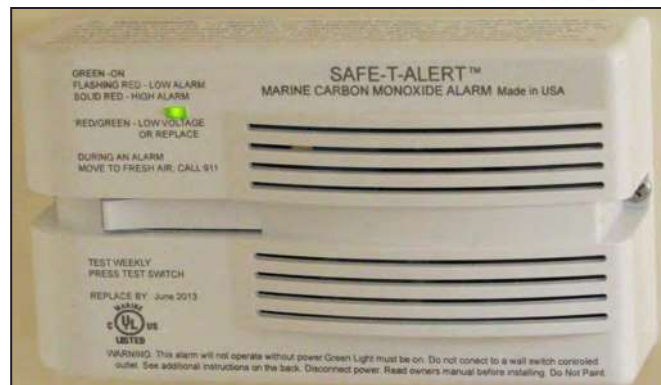 SAFE-T-ALERT™
MARINE CARBON MONOXIDE ALARM Made in USA
GREEN -ON
FLASHING RED - LOW ALARM
SOLID RED - HIGH ALARM
RED/GREEN - LOW VOLTAGE
OR REPLACE
DURING AN ALARM
MOVE TO FRESH AIR, CALL 911
TEST WEEKLY
PRESS TEST SWITCH
REPLACE BY: June 2013
MARINE
C UL US
LISTED
WARNING: This alarm will not operate without power Green Light must be on. Do not conect to a wall switch controled
outlet. See additional instructions on the back. Disconnect power. Read owners manual before installing. Do Not Paint